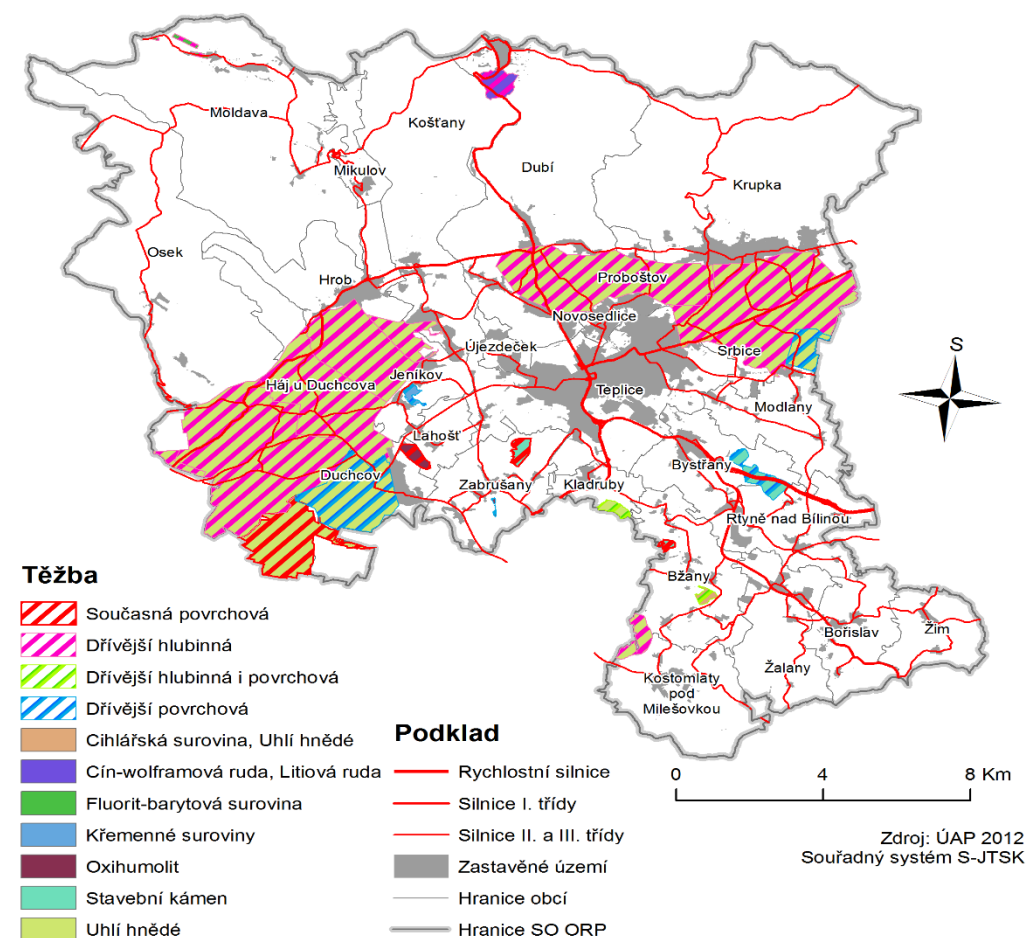 Moldava
Košťany
Mikulov
Dubí
Krupka
Osek
Hrob
Proboštov
Novosedlice
Újezdeček
Srbice
Jeníkov
Háj u Duchcova
Teplice
Modlany
Lahošť
Bystřany
Duchcov
Zabrušany
Kladruby
Rtyně nad Bílinou
Bžany
Bořislav
Žim
Žalany
Kostomlaty
pod
Milešovkou
S
Těžba
Současná povrchová
Dřívější hlubinná
Dřívější hlubinná i povrchová
Dřívější povrchová
Cihlářská surovina, Uhlí hnědé
Cín-wolframová ruda, Litiová ruda
Fluorit-barytová surovina
Křemenné suroviny
Oxihumolit
Stavební kámen
Uhlí hnědé
Podklad
Rychlostní silnice
Silnice I. třídy
Silnice II. a III. třídy
Zastavěné území
Hranice obcí
Hranice SO ORP
0 4 8 Km
Zdroj: ÚAP 2012
Souřadný systém S-JTSK